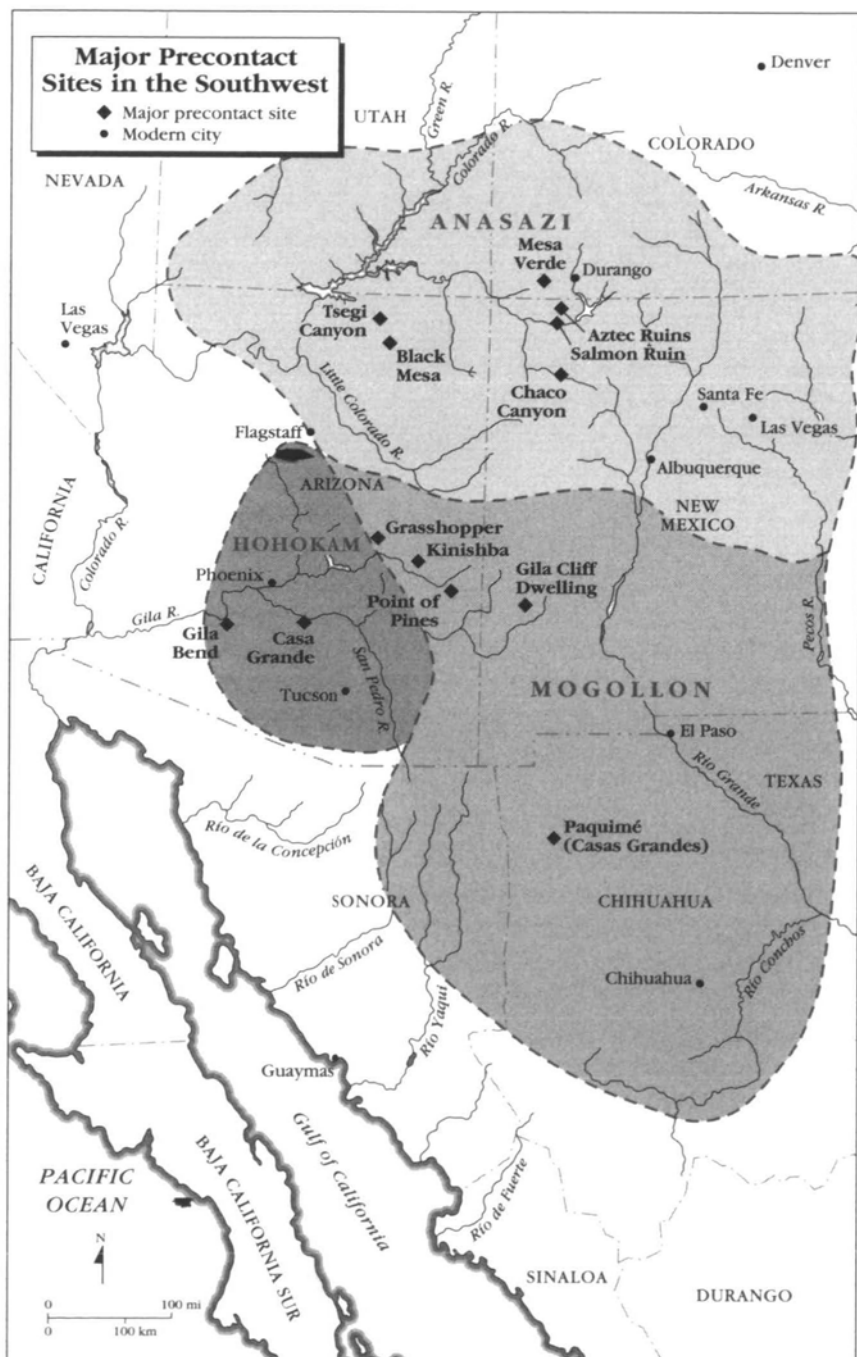 Major Precontact
Sites in the Southwest
◆ Major precontact site
● Modern city
Denver
UTAH
Green R.
Colorado R.
COLORADO
NEVADA
Arkansas R.
ANASAZI
Mesa
Verde
Durango
Las
Vegas
Tsegi
Canyon
Aztec Ruins
Salmon Ruin
Black
Mesa
Chaco
Canyon
Little Colorado R.
Santa Fe
Las Vegas
Flagstaff
Albuquerque
ARIZONA
NEW
MEXICO
CALIFORNIA
Colorado R.
Grasshopper
HOHOKAM
Kinishba
Gila Cliff
Dwelling
Phoenix
Point of
Pines
Pecos R.
Gila R.
Gila
Bend
Casa
Grande
San Pedro R.
Tucson
MOGOLLON
El Paso
Rio Grande
TEXAS
Río de la Concepción
Paquimé
(Casas Grandes)
BAJA CALIFORNIA
SONORA
CHIHUAHUA
Río de Sonora
Río Conchos
Chihuahua
Río Yaqui
Guaymas
Gulf of California
PACIFIC
OCEAN
BAJA CALIFORNIA SUR
Río de Fuerte
N
SINALOA
DURANGO
0 100 mi
0 100 km